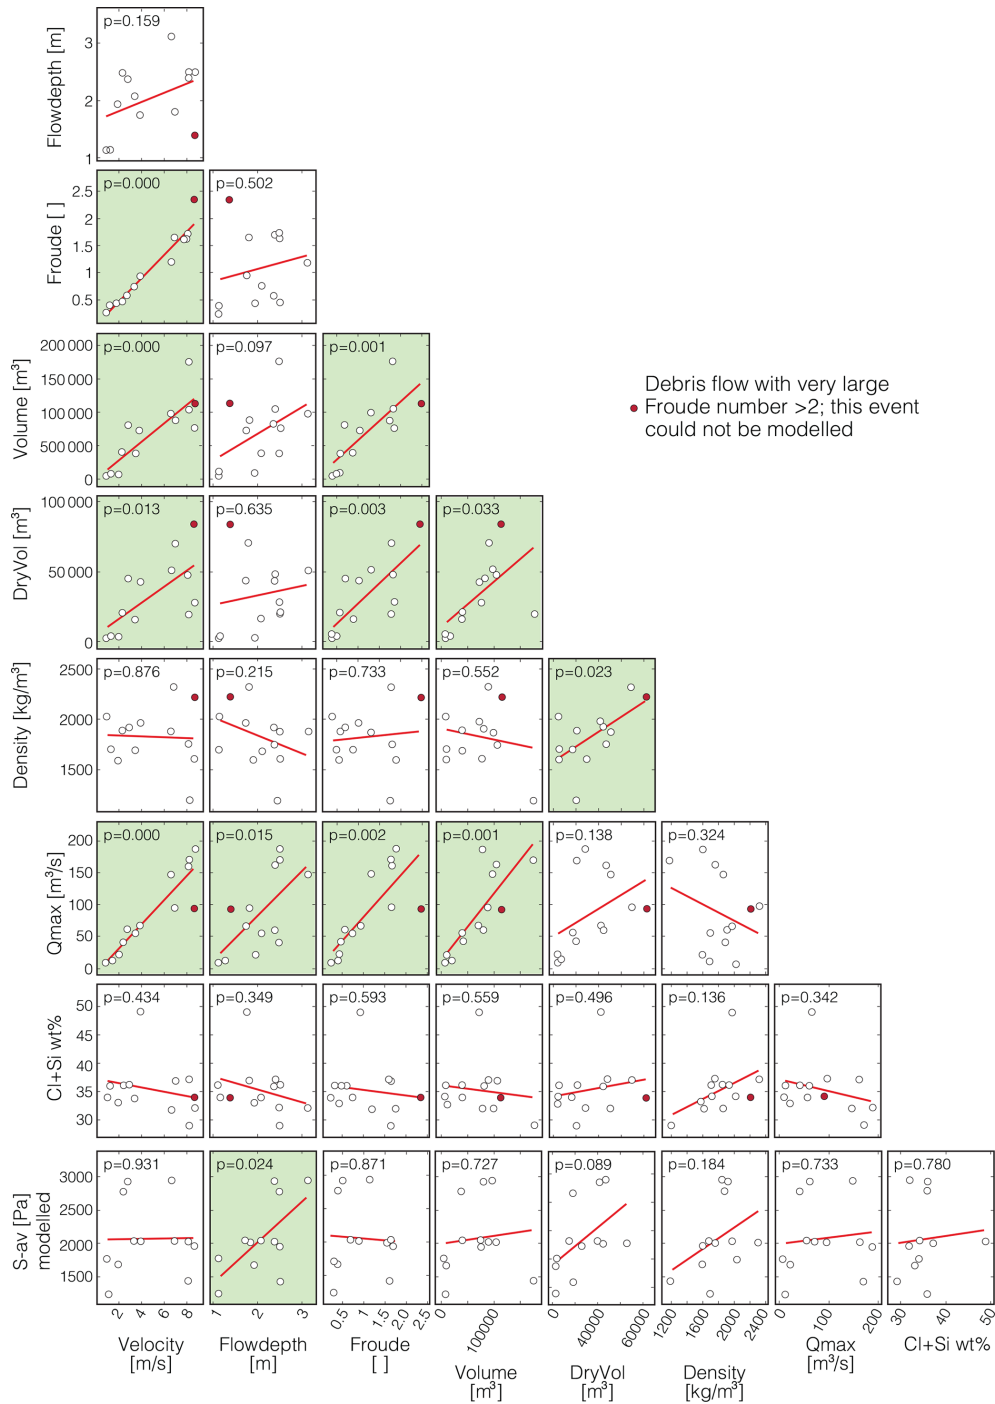 Flowdepth [m]
3
2
1
p=0.159
Froude [ ]
2.5
2
1.5
1
0.5
p=0.000
p=0.502
Volume [m³]
200 000
150 000
100 000
500 000
0
p=0.000
p=0.097
p=0.001
Debris flow with very large
Froude number >2; this event
could not be modelled
DryVol [m³]
100 000
50 000
0
p=0.013
p=0.635
p=0.003
p=0.033
Density [kg/m³]
2500
2000
1500
p=0.876
p=0.215
p=0.733
p=0.552
p=0.023
Qmax [m³/s]
200
150
100
50
0
p=0.000
p=0.015
p=0.002
p=0.001
p=0.138
p=0.324
Cl+Si wt%
50
45
40
35
30
p=0.434
p=0.349
p=0.593
p=0.559
p=0.496
p=0.136
p=0.342
S-av [Pa]
modelled
3000
2500
2000
1500
p=0.931
p=0.024
p=0.871
p=0.727
p=0.089
p=0.184
p=0.733
p=0.780
2 4 6 8
1 2 3
0.5 1 1.5 2.0 2.5
0 100000
0 40000 60000
1200 1600 2000 2400
0 100 200
30 40 50
Velocity
[m/s]
Flowdepth
[m]
Froude
[ ]
Volume
[m³]
DryVol
[m³]
Density
[kg/m³]
Qmax
[m³/s]
Cl+Si wt%